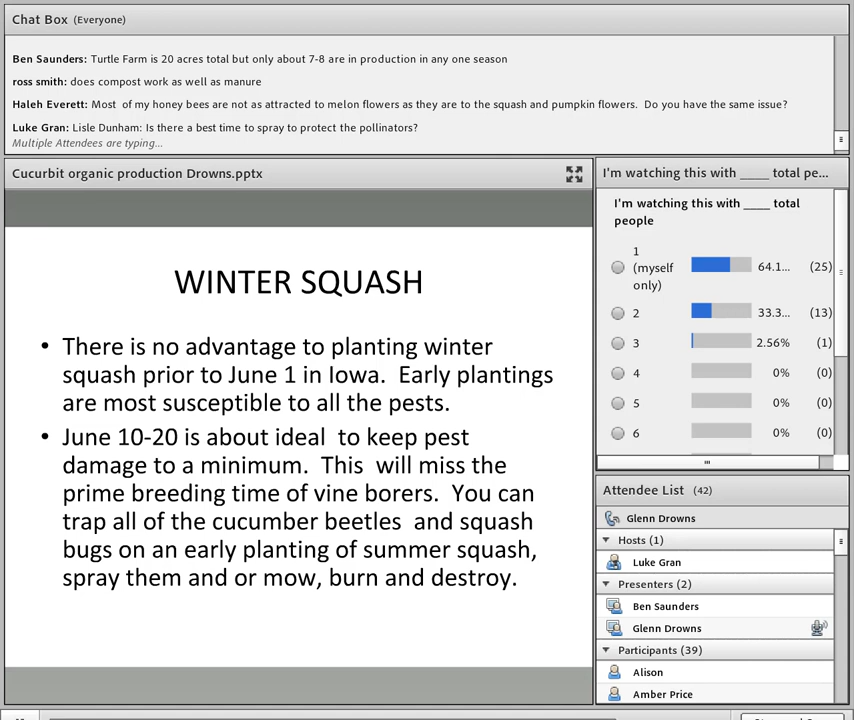 Chat Box (Everyone)
Ben Saunders: Turtle Farm is 20 acres total but only about 7-8 are in production in any one season
ross smith: does compost work as well as manure
Haleh Everett: Most of my honey bees are not as attracted to melon flowers as they are to the squash and pumpkin flowers. Do you have the same issue?
Luke Gran: Lisle Dunham: Is there a best time to spray to protect the pollinators?
Multiple Attendees are typing...
Cucurbit organic production Drowns.pptx
WINTER SQUASH
• There is no advantage to planting winter
squash prior to June 1 in Iowa. Early plantings
are most susceptible to all the pests.
• June 10-20 is about ideal to keep pest
damage to a minimum. This will miss the
prime breeding time of vine borers. You can
trap all of the cucumber beetles and squash
bugs on an early planting of summer squash,
spray them and or mow, burn and destroy.
I'm watching this with ____ total pe...
I'm watching this with ____ total
people
1
(myself
only)
64.1... (25)
2 33.3... (13)
3 2.56% (1)
4 0% (0)
5 0% (0)
6 0% (0)
Attendee List (42)
Glenn Drowns
Hosts (1)
Luke Gran
Presenters (2)
Ben Saunders
Glenn Drowns
Participants (39)
Alison
Amber Price